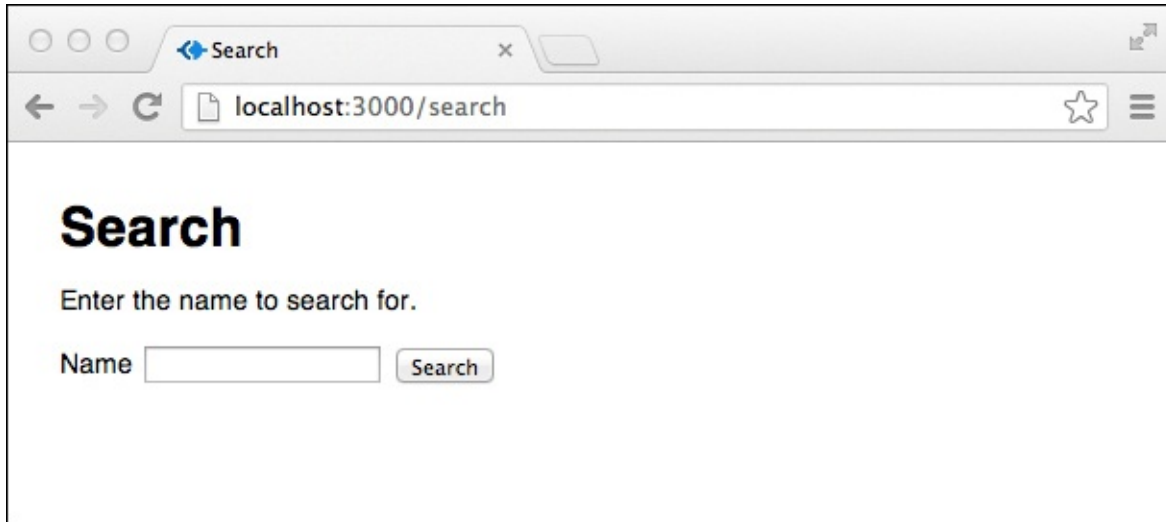 Search
localhost:3000/search
Search
Enter the name to search for.
Name Search